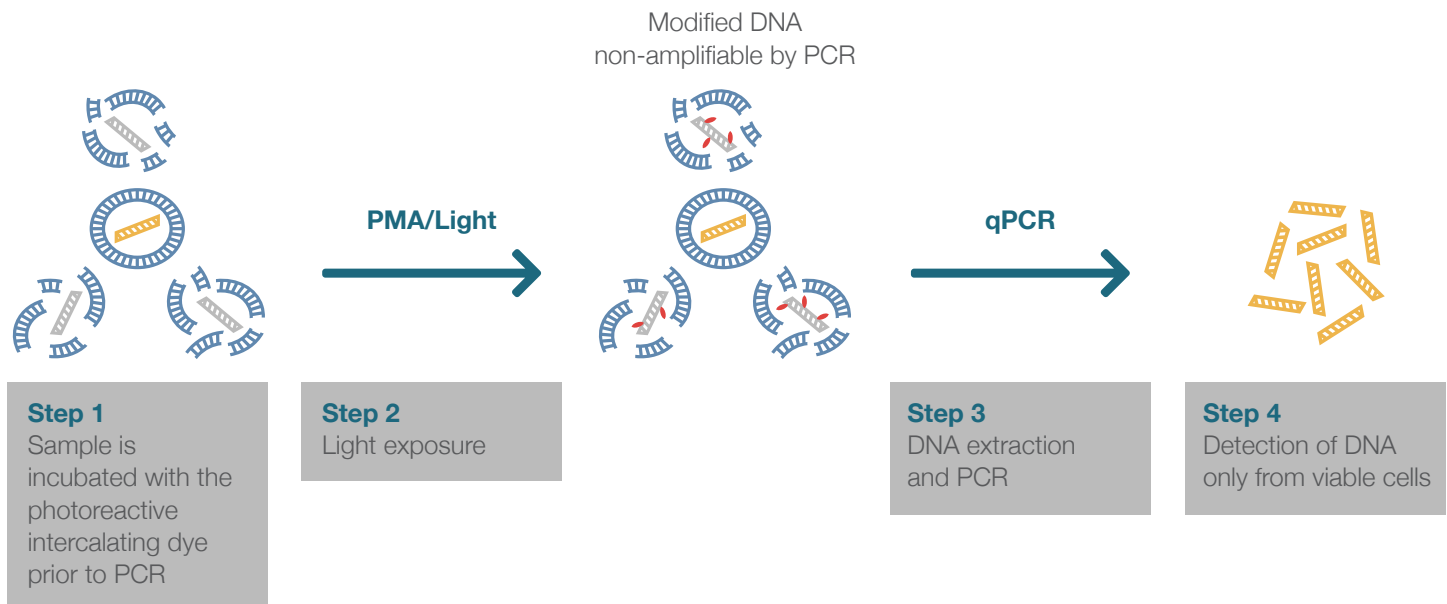 Modified DNA
non-amplifiable by PCR
PMA/Light
qPCR
Step 1
Sample is
incubated with the
photoreactive
intercalating dye
prior to PCR
Step 2
Light exposure
Step 3
DNA extraction
and PCR
Step 4
Detection of DNA
only from viable cells